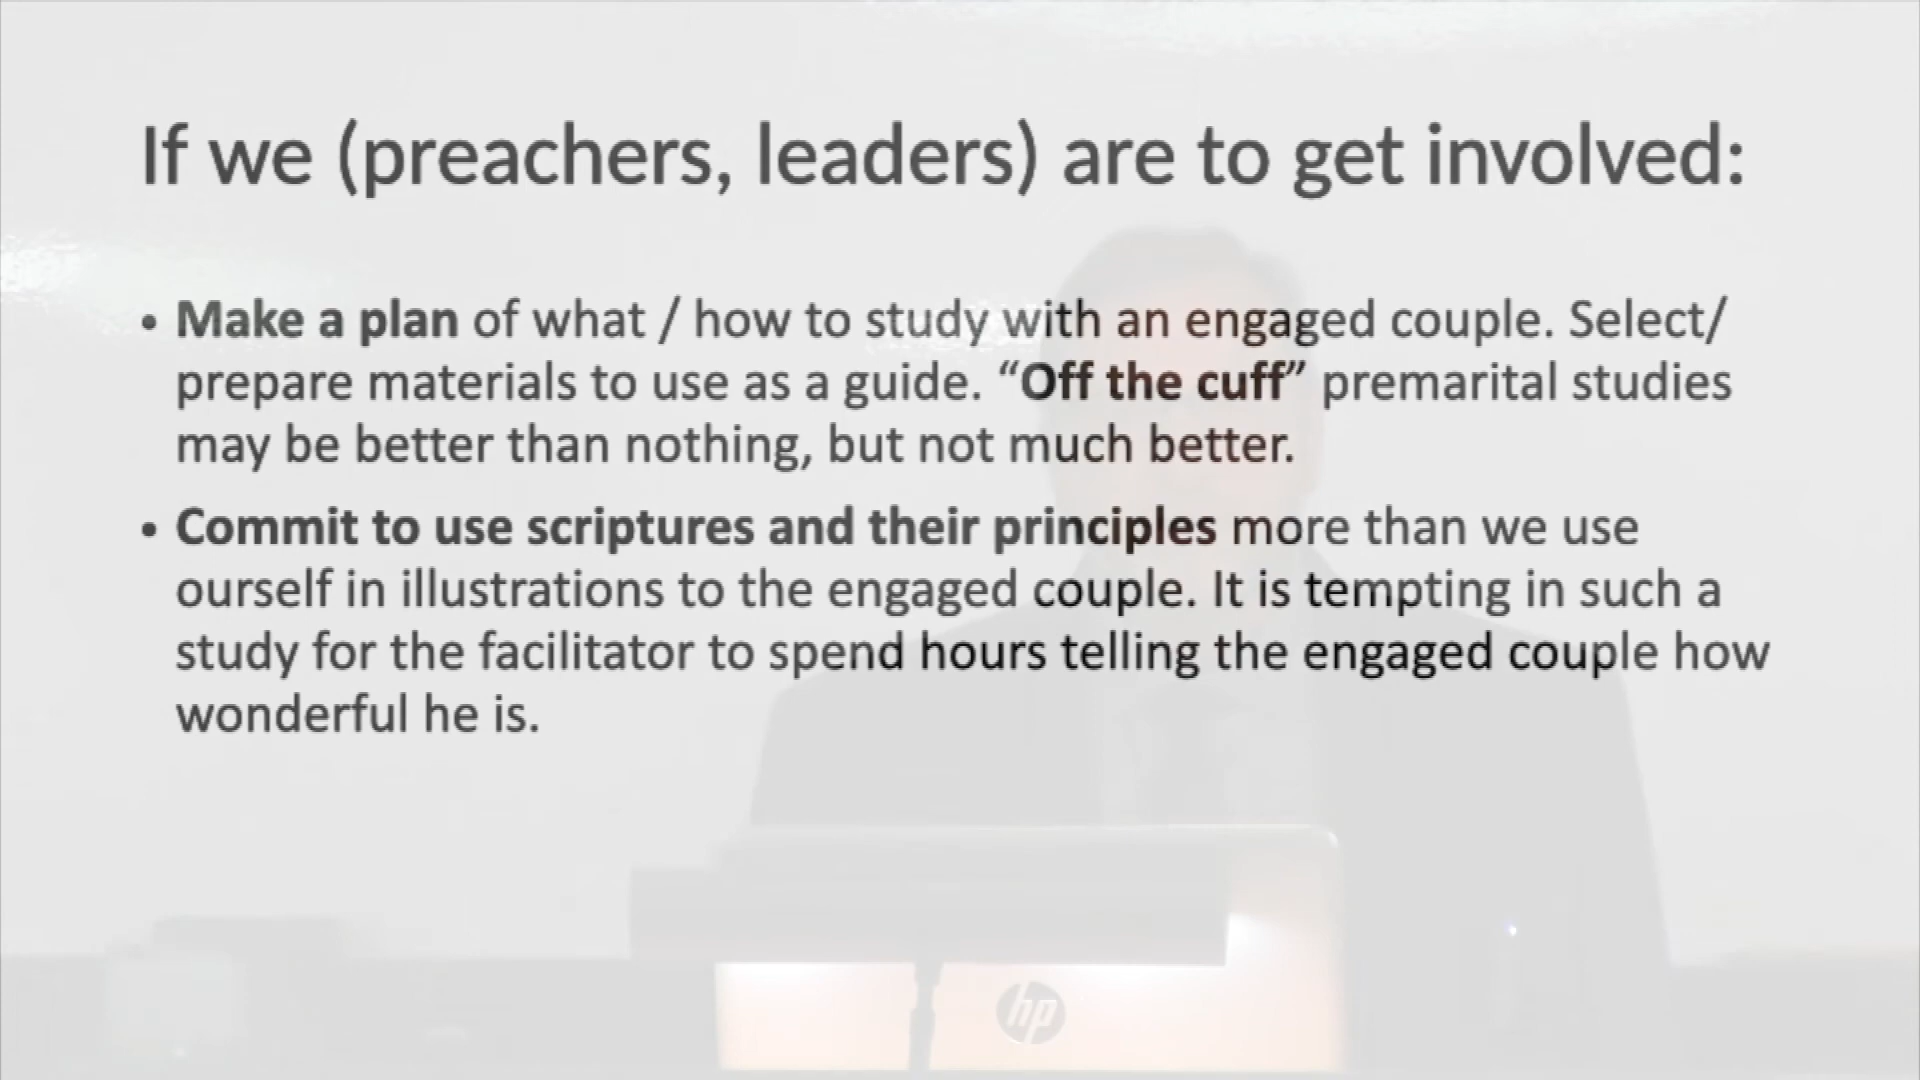 If we (preachers, leaders) are to get involved:
• Make a plan of what / how to study with an engaged couple. Select/
prepare materials to use as a guide. “Off the cuff” premarital studies
may be better than nothing, but not much better.
• Commit to use scriptures and their principles more than we use
ourself in illustrations to the engaged couple. It is tempting in such a
study for the facilitator to spend hours telling the engaged couple how
wonderful he is.
hp